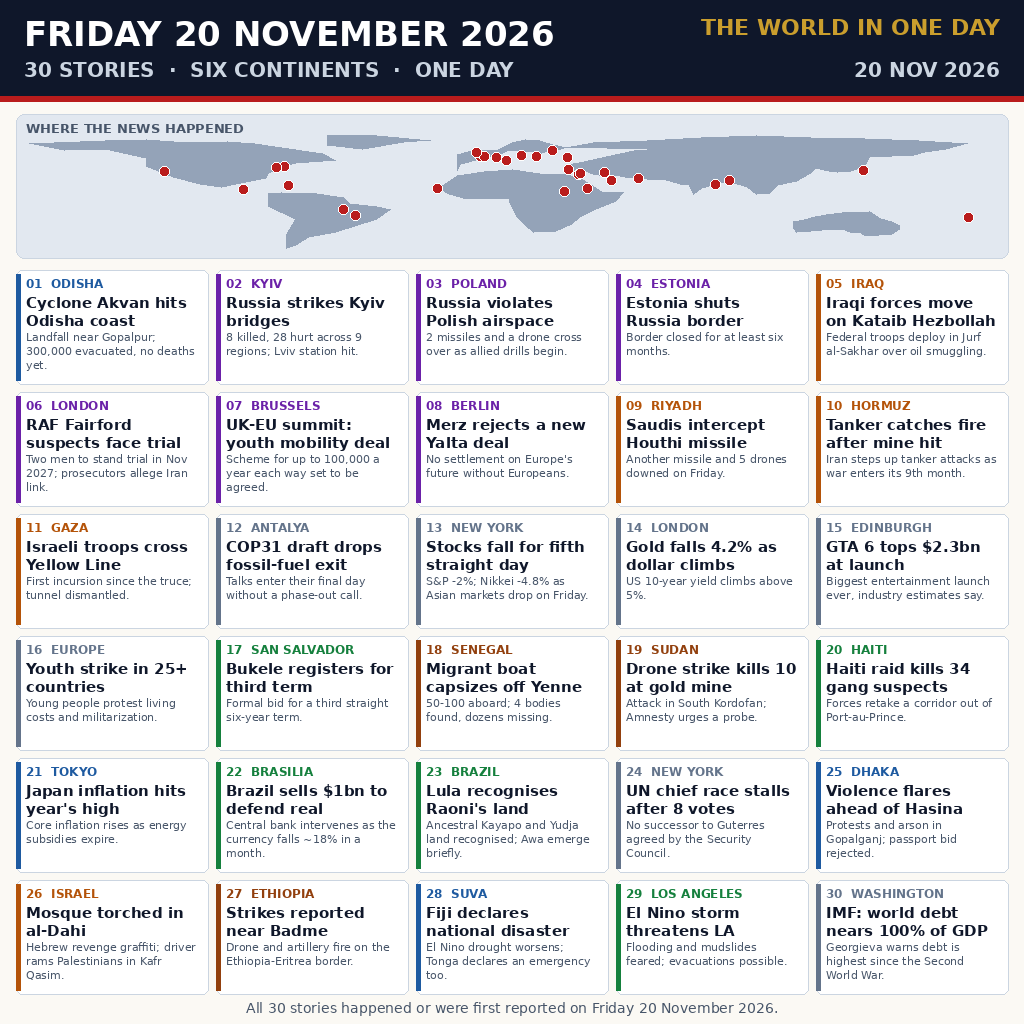 FRIDAY 20 NOVEMBER 2026
THE WORLD IN ONE DAY
30 STORIES · SIX CONTINENTS · ONE DAY
20 NOV 2026
WHERE THE NEWS HAPPENED
01 ODISHA
Cyclone Akvan hits
Odisha coast
Landfall near Gopalpur;
300,000 evacuated, no deaths
yet.
02 KYIV
Russia strikes Kyiv
bridges
8 killed, 28 hurt across 9
regions; Lviv station hit.
03 POLAND
Russia violates
Polish airspace
2 missiles and a drone cross
over as allied drills begin.
04 ESTONIA
Estonia shuts
Russia border
Border closed for at least six
months.
05 IRAQ
Iraqi forces move
on Kataib Hezbollah
Federal troops deploy in Jurf
al-Sakhar over oil smuggling.
06 LONDON
RAF Fairford
suspects face trial
Two men to stand trial in Nov
2027; prosecutors allege Iran
link.
07 BRUSSELS
UK-EU summit:
youth mobility deal
Scheme for up to 100,000 a
year each way set to be
agreed.
08 BERLIN
Merz rejects a new
Yalta deal
No settlement on Europe's
future without Europeans.
09 RIYADH
Saudis intercept
Houthi missile
Another missile and 5 drones
downed on Friday.
10 HORMUZ
Tanker catches fire
after mine hit
Iran steps up tanker attacks as
war enters its 9th month.
11 GAZA
Israeli troops cross
Yellow Line
First incursion since the truce;
tunnel dismantled.
12 ANTALYA
COP31 draft drops
fossil-fuel exit
Talks enter their final day
without a phase-out call.
13 NEW YORK
Stocks fall for fifth
straight day
S&P -2%; Nikkei -4.8% as
Asian markets drop on Friday.
14 LONDON
Gold falls 4.2% as
dollar climbs
US 10-year yield climbs above
5%.
15 EDINBURGH
GTA 6 tops $2.3bn
at launch
Biggest entertainment launch
ever, industry estimates say.
16 EUROPE
Youth strike in 25+
countries
Young people protest living
costs and militarization.
17 SAN SALVADOR
Bukele registers for
third term
Formal bid for a third straight
six-year term.
18 SENEGAL
Migrant boat
capsizes off Yenne
50-100 aboard; 4 bodies
found, dozens missing.
19 SUDAN
Drone strike kills 10
at gold mine
Attack in South Kordofan;
Amnesty urges a probe.
20 HAITI
Haiti raid kills 34
gang suspects
Forces retake a corridor out of
Port-au-Prince.
21 TOKYO
Japan inflation hits
year's high
Core inflation rises as energy
subsidies expire.
22 BRASILIA
Brazil sells $1bn to
defend real
Central bank intervenes as the
currency falls ~18% in a
month.
23 BRAZIL
Lula recognises
Raoni's land
Ancestral Kayapo and Yudja
land recognised; Awa emerge
briefly.
24 NEW YORK
UN chief race stalls
after 8 votes
No successor to Guterres
agreed by the Security
Council.
25 DHAKA
Violence flares
ahead of Hasina
Protests and arson in
Gopalganj; passport bid
rejected.
26 ISRAEL
Mosque torched in
al-Dahi
Hebrew revenge graffiti; driver
rams Palestinians in Kafr
Qasim.
27 ETHIOPIA
Strikes reported
near Badme
Drone and artillery fire on the
Ethiopia-Eritrea border.
28 SUVA
Fiji declares
national disaster
El Nino drought worsens;
Tonga declares an emergency
too.
29 LOS ANGELES
El Nino storm
threatens LA
Flooding and mudslides
feared; evacuations possible.
30 WASHINGTON
IMF: world debt
nears 100% of GDP
Georgieva warns debt is
highest since the Second
World War.
All 30 stories happened or were first reported on Friday 20 November 2026.